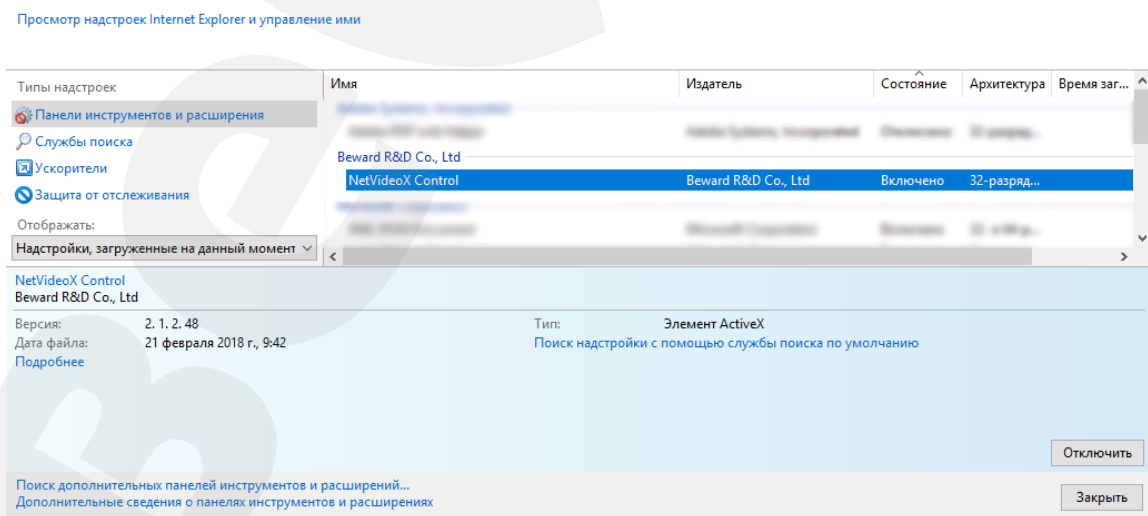 Просмотр надстроек Internet Explorer и управление ими
Типы надстроек
Панели инструментов и расширения
Службы поиска
Ускорители
Защита от отслеживания
Отображать:
Надстройки, загруженные на данный момент
Имя Издатель Состояние Архитектура Время заг...
Beward R&D Co., Ltd
NetVideoX Control Beward R&D Co., Ltd Включено 32-разряд...
NetVideoX Control
Beward R&D Co., Ltd
Версия: 2. 1. 2. 48 Тип: Элемент ActiveX
Дата файла: 21 февраля 2018 г., 9:42 Поиск надстройки с помощью службы поиска по умолчанию
Подробнее
Отключить
Поиск дополнительных панелей инструментов и расширений...
Дополнительные сведения о панелях инструментов и расширениях
Закрыть